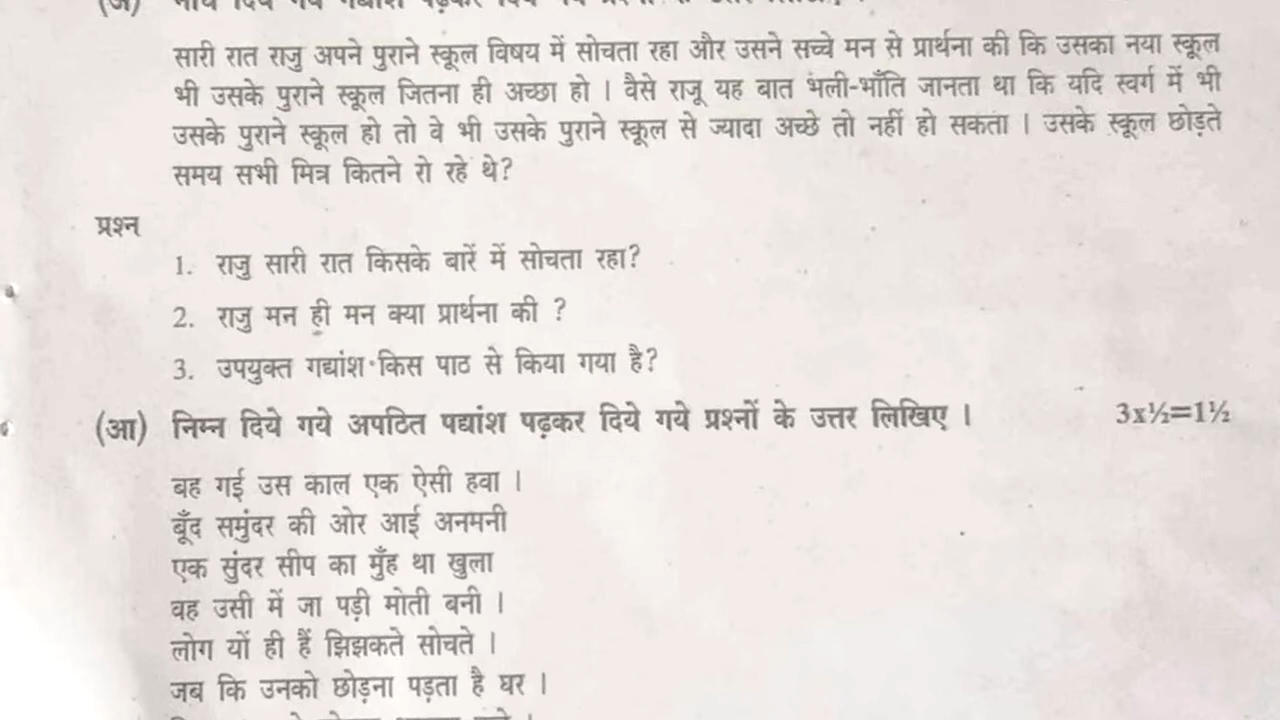 सारी रात राजु अपने पुराने स्कूल विषय में सोचता रहा और उसने सच्चे मन से प्रार्थना की कि उसका नया स्कूल
भी उसके पुराने स्कूल जितना ही अच्छा हो । वैसे राजू यह बात भली-भाँति जानता था कि यदि स्वर्ग में भी
उसके पुराने स्कूल हो तो वे भी उसके पुराने स्कूल से ज्यादा अच्छे तो नहीं हो सकता । उसके स्कूल छोड़ते
समय सभी मित्र कितने रो रहे थे?
प्रश्न
1. राजु सारी रात किसके बारें में सोचता रहा?
2. राजु मन ही मन क्या प्रार्थना की ?
3. उपयुक्त गद्यांश किस पाठ से किया गया है?
(आ) निम्न दिये गये अपठित पद्यांश पढ़कर दिये गये प्रश्नों के उत्तर लिखिए । 3x½=1½
बह गई उस काल एक ऐसी हवा ।
बूँद समुंदर की ओर आई अनमनी
एक सुंदर सीप का मुँह था खुला
वह उसी में जा पड़ी मोती बनी ।
लोग यों ही हैं झिझकते सोचते ।
जब कि उनको छोड़ना पड़ता है घर ।